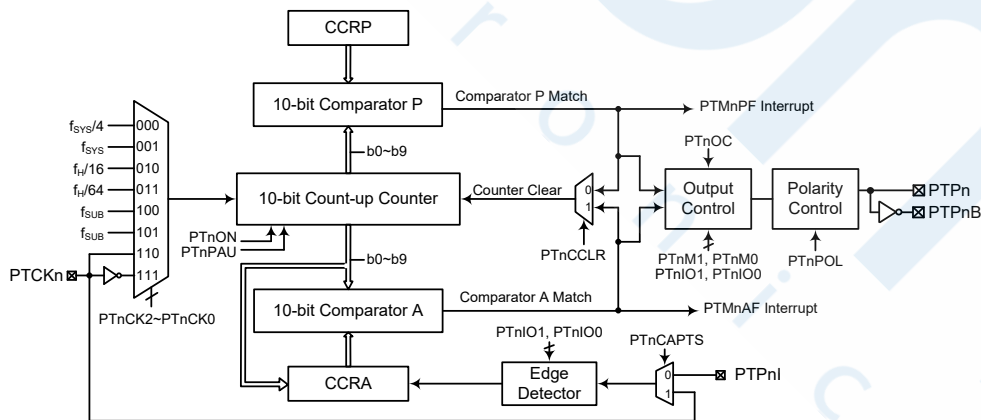 CCRP
10-bit Comparator P
Comparator P Match
PTMnPF Interrupt
b0~b9
fSYS/4
fSYS
fH/16
fH/64
fSUB
fSUB
000
001
010
011
100
101
110
111
PTCKn
PTnCK2~PTnCK0
10-bit Count-up Counter
PTnON
PTnPAU
Counter Clear
0
1
PTnCCLR
PTnOC
Output
Control
PTnM1, PTnM0
PTnIO1, PTnIO0
Polarity
Control
PTnPOL
PTPn
PTPnB
b0~b9
10-bit Comparator A
Comparator A Match
PTMnAF Interrupt
CCRA
PTnIO1, PTnIO0
Edge
Detector
PTnCAPTS
0
1
PTPnI
r
o
n
i
c